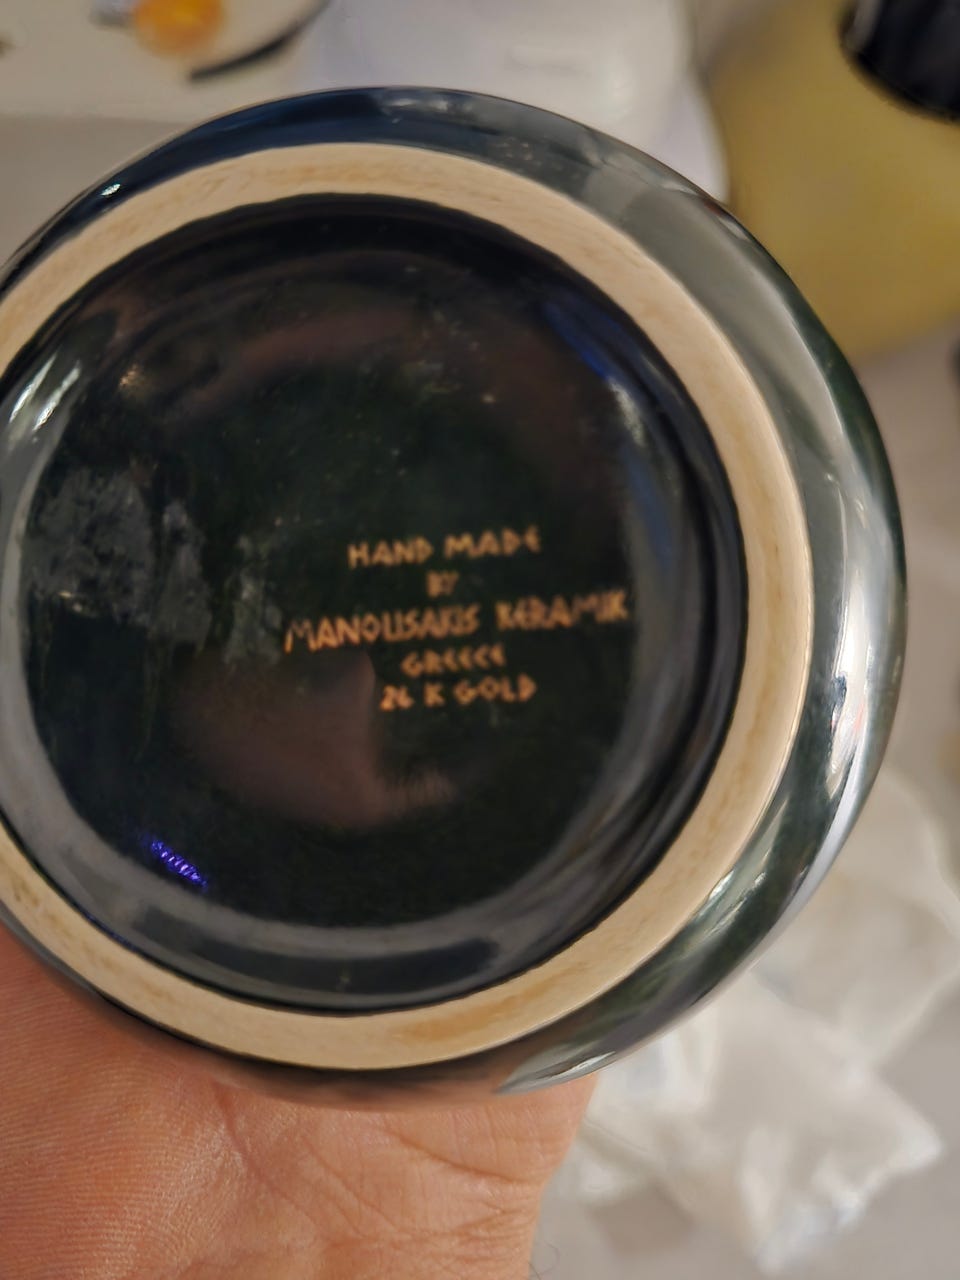 HAND MADE
BY
MANOUSAKIS KERAMIK
GREECE
24 K GOLD